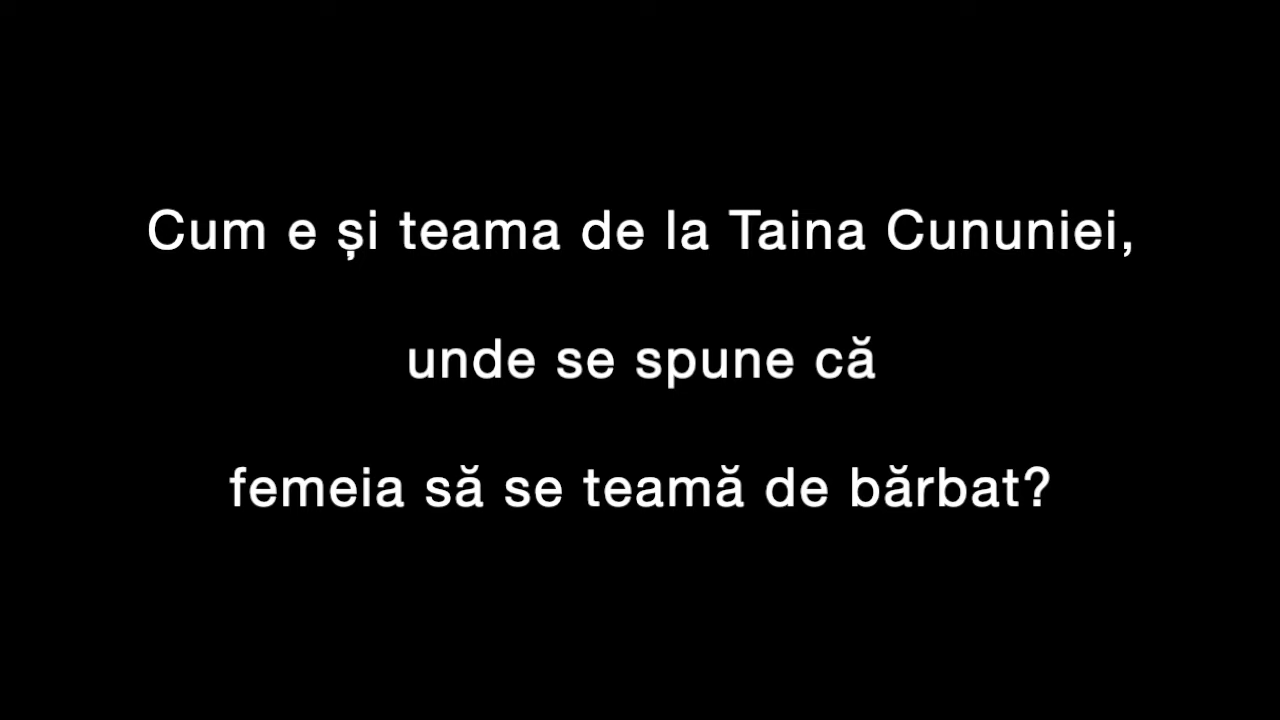 Cum e și teama de la Taina Cununiei,
unde se spune că
femeia să se teamă de bărbat?